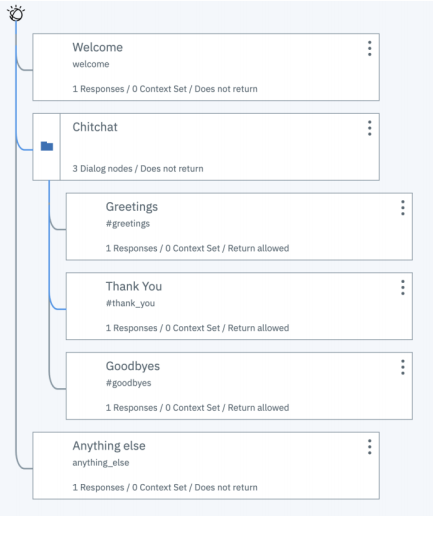 Welcome
welcome
1 Responses / 0 Context Set / Does not return
Chitchat
3 Dialog nodes / Does not return
Greetings
#greetings
1 Responses / 0 Context Set / Return allowed
Thank You
#thank_you
1 Responses / 0 Context Set / Return allowed
Goodbyes
#goodbyes
1 Responses / 0 Context Set / Return allowed
Anything else
anything_else
1 Responses / 0 Context Set / Does not return